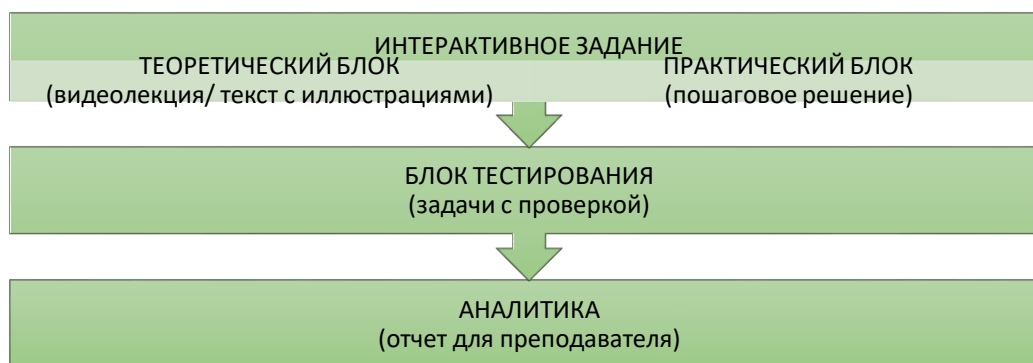 ИНТЕРАКТИВНОЕ ЗАДАНИЕ
ТЕОРЕТИЧЕСКИЙ БЛОК
(видеолекция/ текст с иллюстрациями)
ПРАКТИЧЕСКИЙ БЛОК
(пошаговое решение)
БЛОК ТЕСТИРОВАНИЯ
(задачи с проверкой)
АНАЛИТИКА
(отчет для преподавателя)